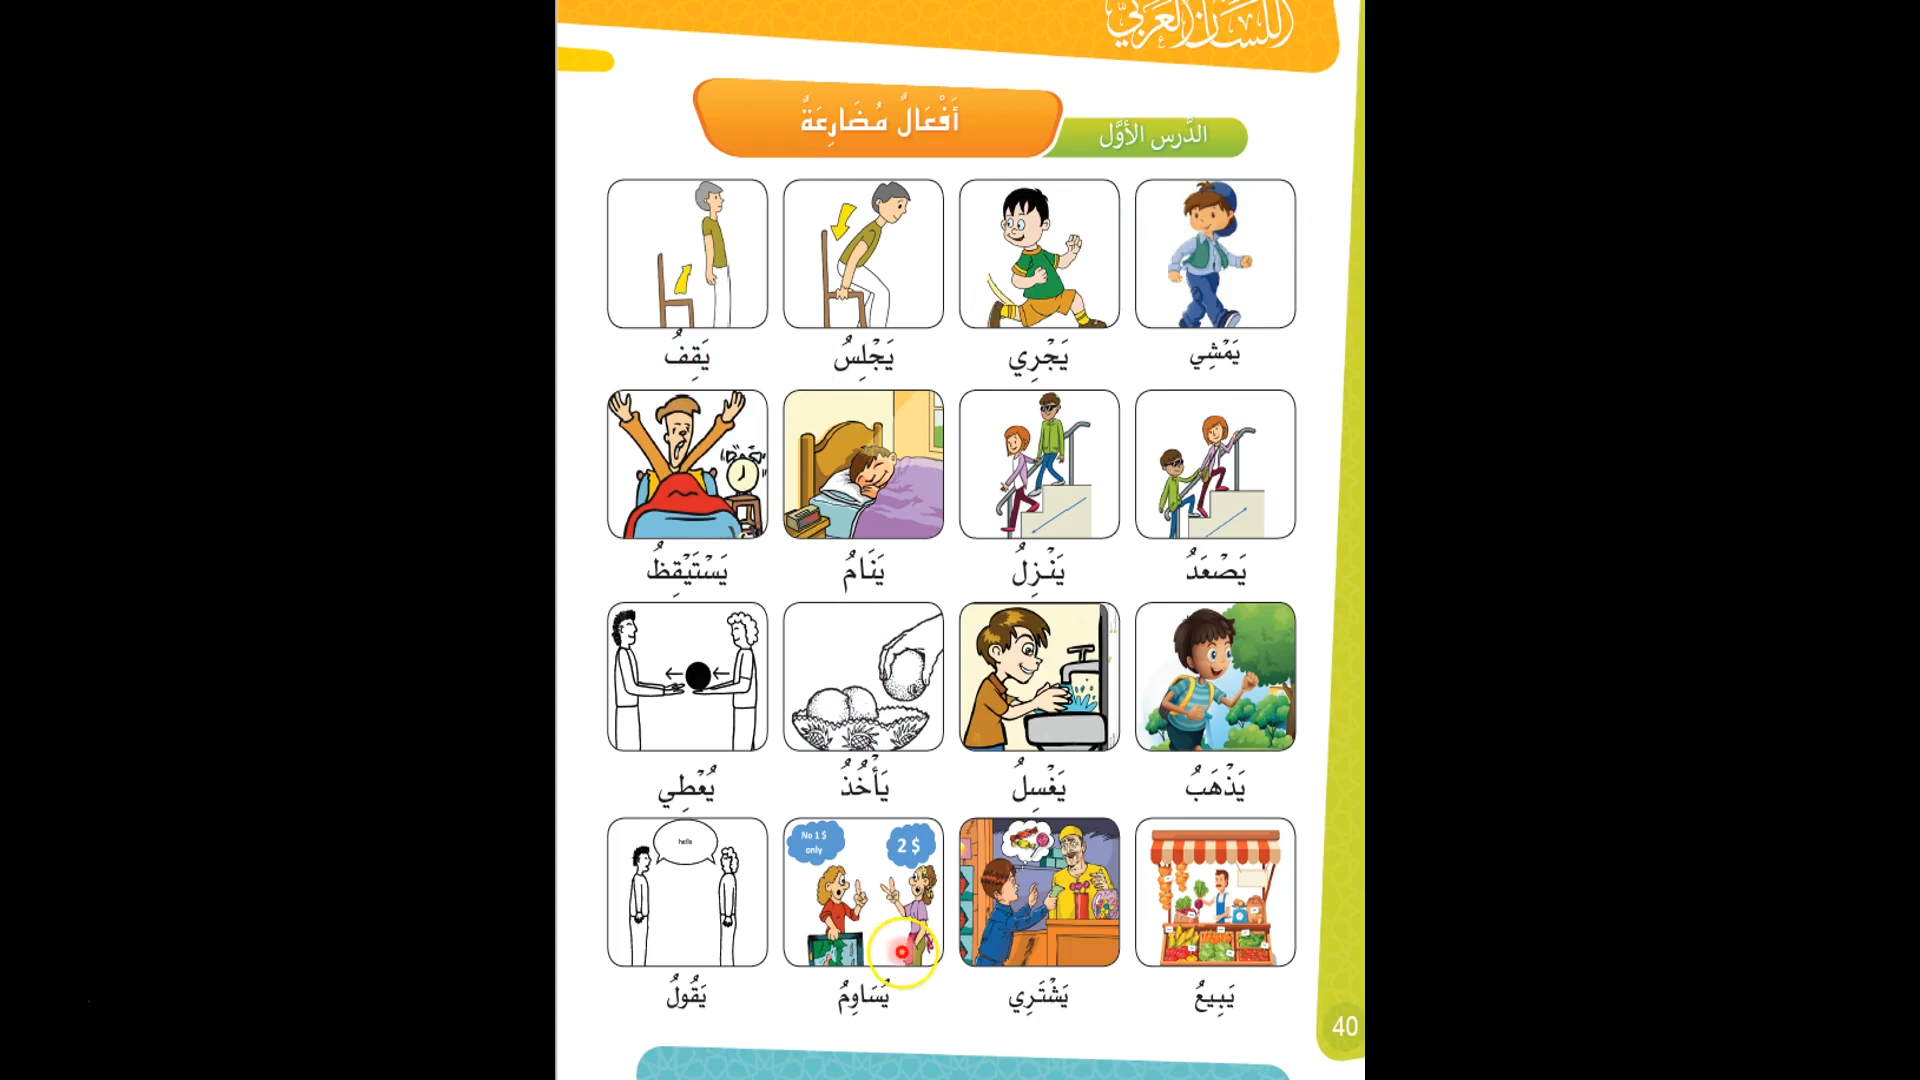 اللسان العربي
الدَّرس الأوَّل
أَفْعَالٌ مُضَارِعَةٌ
يَمْشِي
يَجْرِي
يَجْلِسُ
يَقِفُ
يَصْعَدُ
يَنْزِلُ
يَنَامُ
يَسْتَيْقِظُ
يَذْهَبُ
يَغْسِلُ
يَأْخُذُ
يُعْطِي
No 1 $
only
2 $
hello
يَبِيعُ
يَشْتَرِي
يُسَاوِمُ
يَقُولُ
40